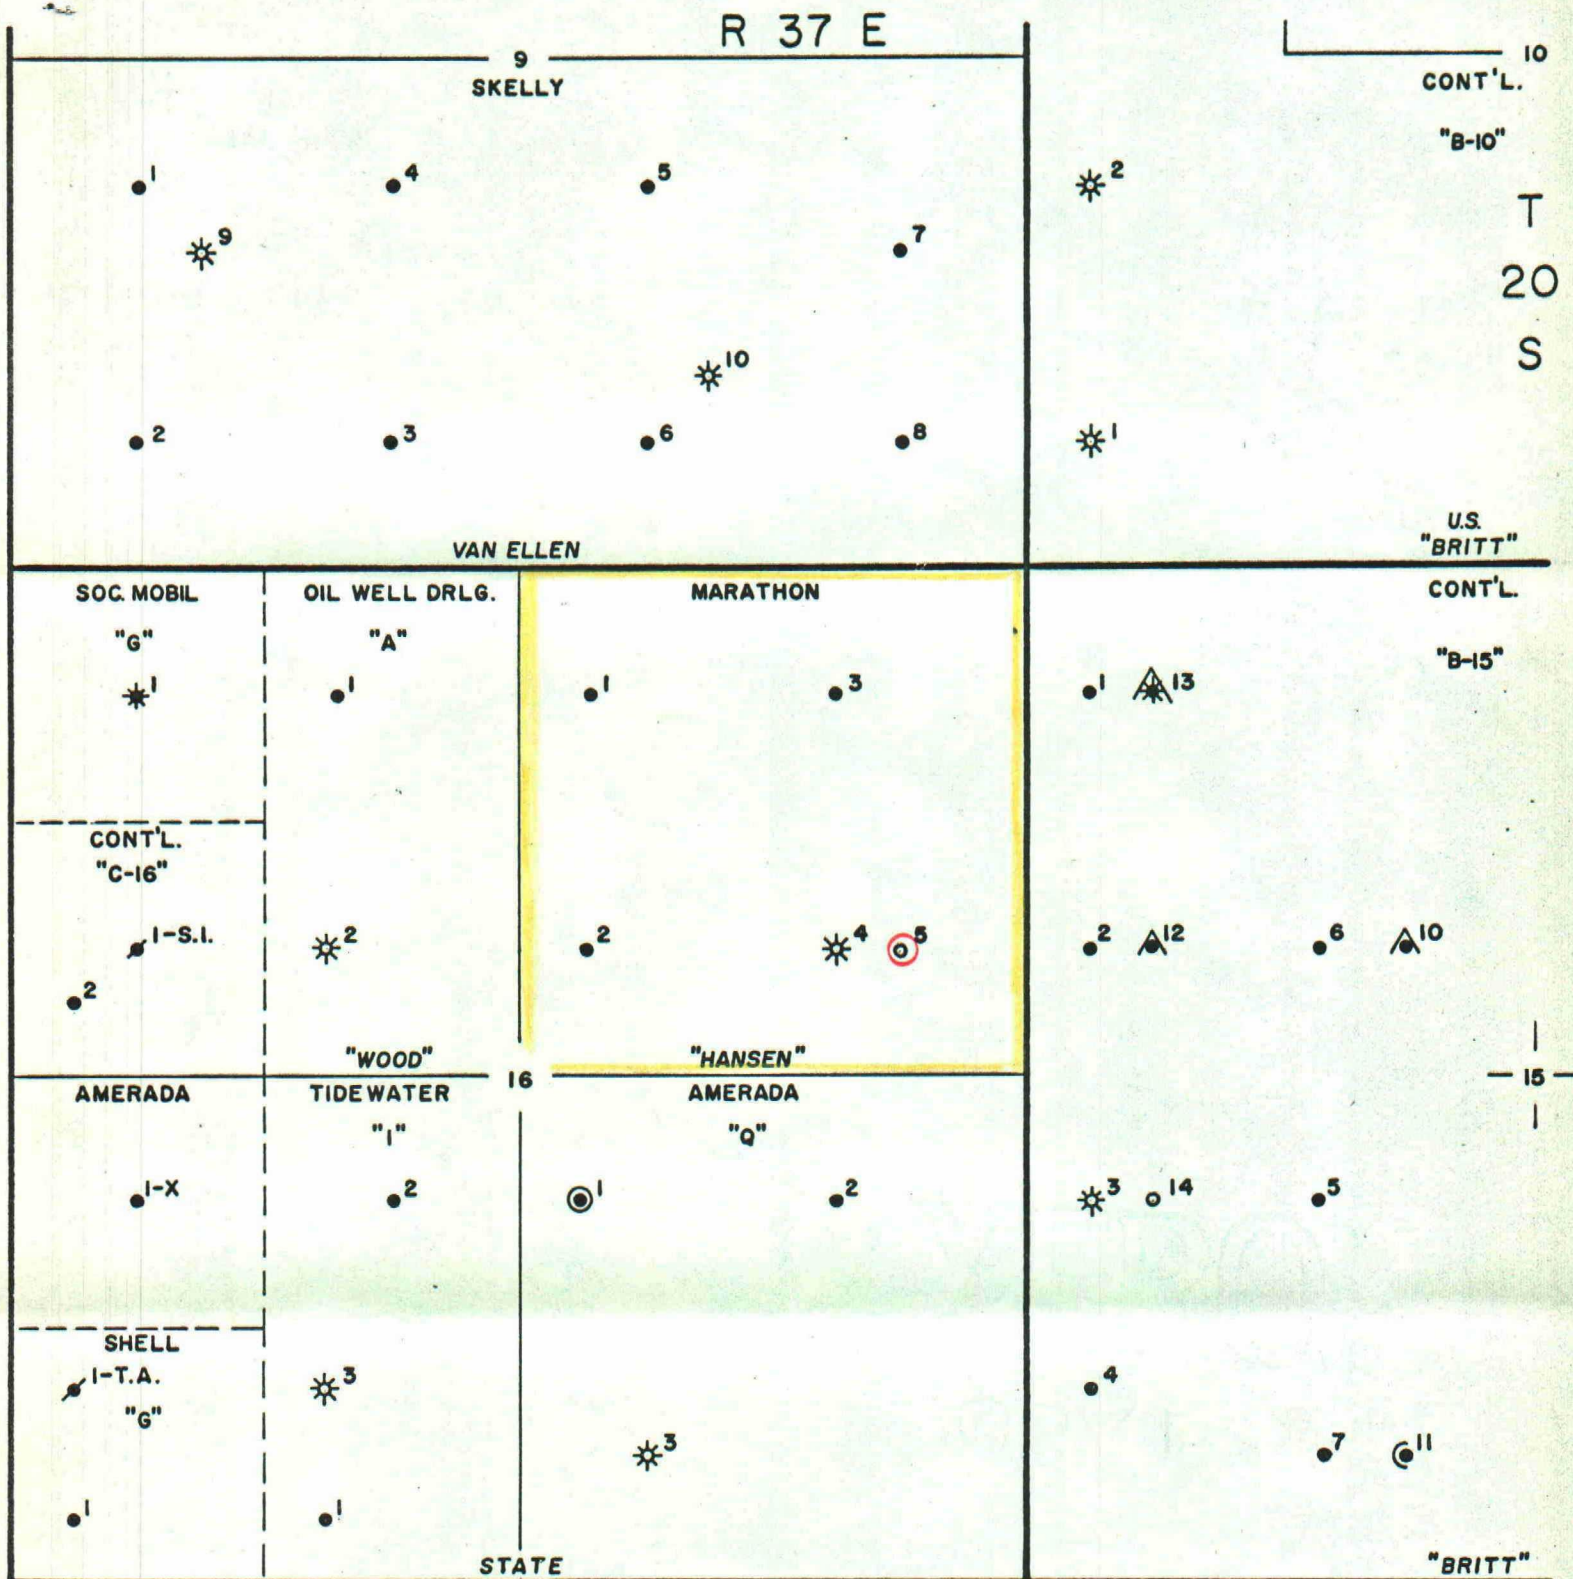 R 37 E
9
10
SKELLY
CONT'L.
"B-10"
1
4
5
2
T
9
7
20
S
10
2
3
6
8
1
U.S.
VAN ELLEN
"BRITT"
SOC. MOBIL
OIL WELL DRLG.
MARATHON
CONT'L.
"G"
"A"
"B-15"
1
1
1
3
1
13
CONT'L.
"C-16"
1-S.I.
2
2
4
5
2
12
6
10
2
"WOOD"
"HANSEN"
16
15
AMERADA
TIDEWATER
AMERADA
"I"
"Q"
1-X
2
1
2
3
14
5
SHELL
1-T.A.
3
4
"G"
3
7
11
1
1
STATE
"BRITT"